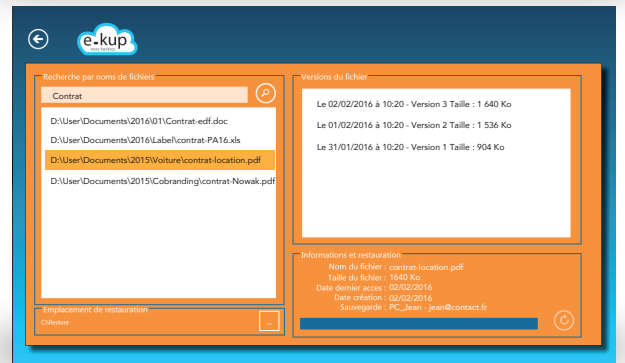 e-kup
easy backup
Recherche par noms de fichiers
Contrat
D:\User\Documents\2016\01\Contrat-edf.doc
D:\User\Documents\2016\Label\contrat-PA16.xls
D:\User\Documents\2015\Voiture\contrat-location.pdf
D:\User\Documents\2015\Cobranding\contrat-Nowak.pdf
Emplacement de restauration
C:\Restore
...
Versions du fichier
Le 02/02/2016 à 10:20 - Version 3 Taille : 1 640 Ko
Le 01/02/2016 à 10:20 - Version 2 Taille : 1 536 Ko
Le 31/01/2016 à 10:20 - Version 1 Taille : 904 Ko
Informations et restauration
Nom du fichier : contrat-location.pdf
Taille du fichier : 1640 Ko
Date dernier acces : 02/02/2016
Date création : 02/02/2016
Sauvegarde : PC_Jean - jean@contact.fr